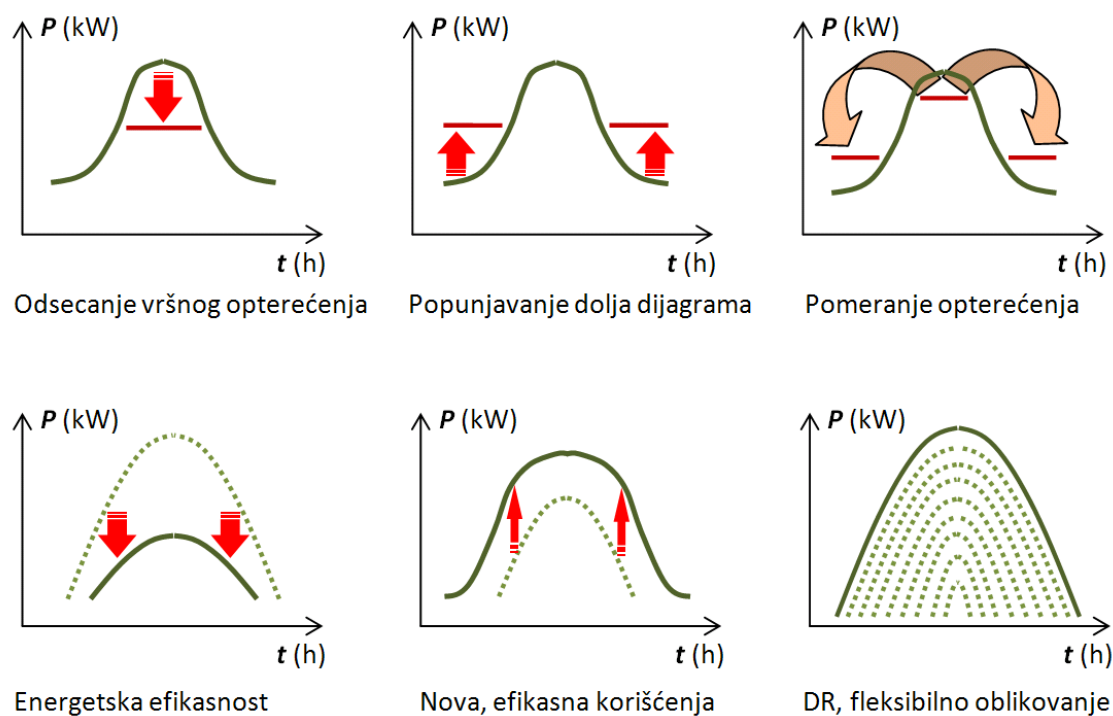 P (kW)
P (kW)
P (kW)
t (h)
t (h)
t (h)
Odsecanje vršnog opterećenja
Popunjavanje dolja dijagrama
Pomeranje opterećenja
P (kW)
P (kW)
P (kW)
t (h)
t (h)
t (h)
Energetska efikasnost
Nova, efikasna korišćenja
DR, fleksibilno oblikovanje